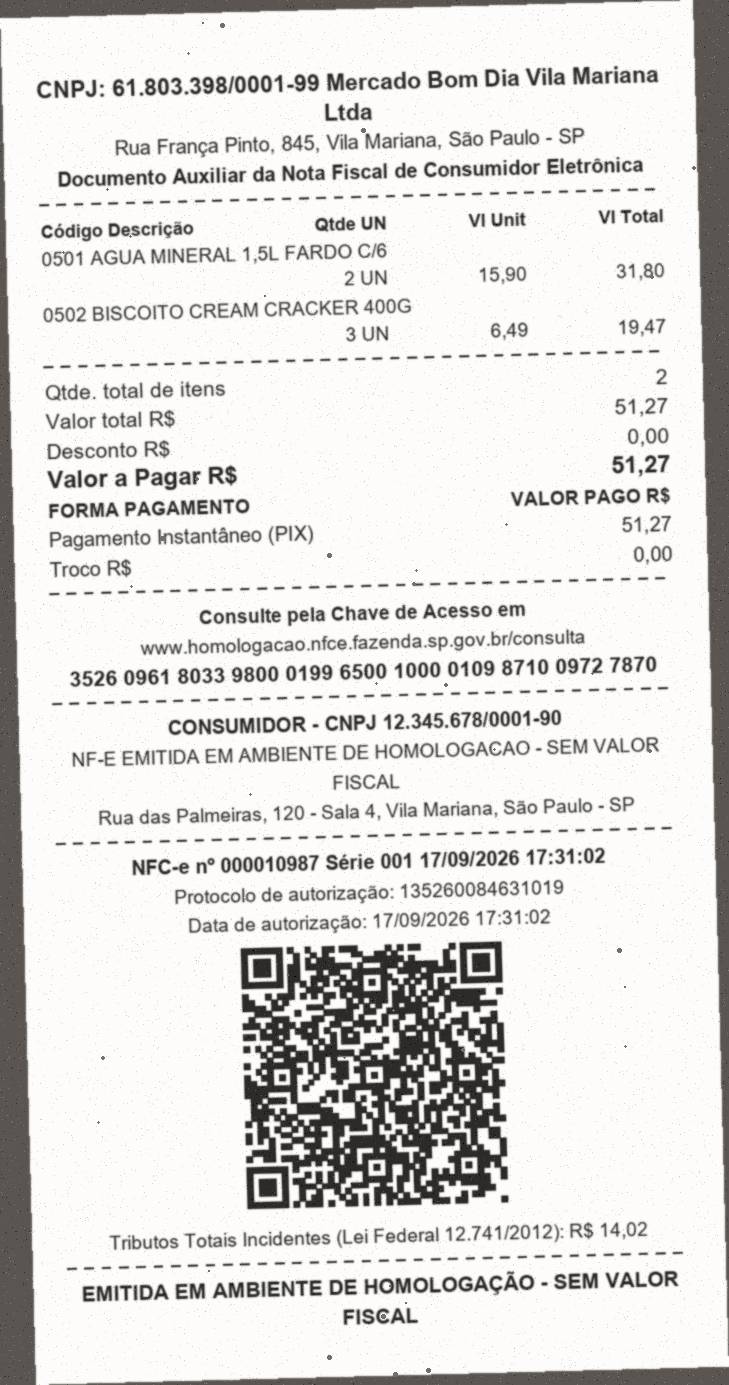 CNPJ: 61.803.398/0001-99 Mercado Bom Dia Vila Mariana
Ltda
Rua França Pinto, 845, Vila Mariana, São Paulo - SP
Documento Auxiliar da Nota Fiscal de Consumidor Eletrônica
Código Descrição Qtde UN Vl Unit Vl Total
0501 AGUA MINERAL 1,5L FARDO C/6
2 UN 15,90 31,80
0502 BISCOITO CREAM CRACKER 400G
3 UN 6,49 19,47
Qtde. total de itens 2
Valor total R$ 51,27
Desconto R$ 0,00
Valor a Pagar R$ 51,27
FORMA PAGAMENTO VALOR PAGO R$
Pagamento Instantâneo (PIX) 51,27
Troco R$ 0,00
Consulte pela Chave de Acesso em
www.homologacao.nfce.fazenda.sp.gov.br/consulta
3526 0961 8033 9800 0199 6500 1000 0109 8710 0972 7870
CONSUMIDOR - CNPJ 12.345.678/0001-90
NF-E EMITIDA EM AMBIENTE DE HOMOLOGACAO - SEM VALOR
FISCAL
Rua das Palmeiras, 120 - Sala 4, Vila Mariana, São Paulo - SP
NFC-e nº 000010987 Série 001 17/09/2026 17:31:02
Protocolo de autorização: 135260084631019
Data de autorização: 17/09/2026 17:31:02
Tributos Totais Incidentes (Lei Federal 12.741/2012): R$ 14,02
EMITIDA EM AMBIENTE DE HOMOLOGAÇÃO - SEM VALOR
FISCAL